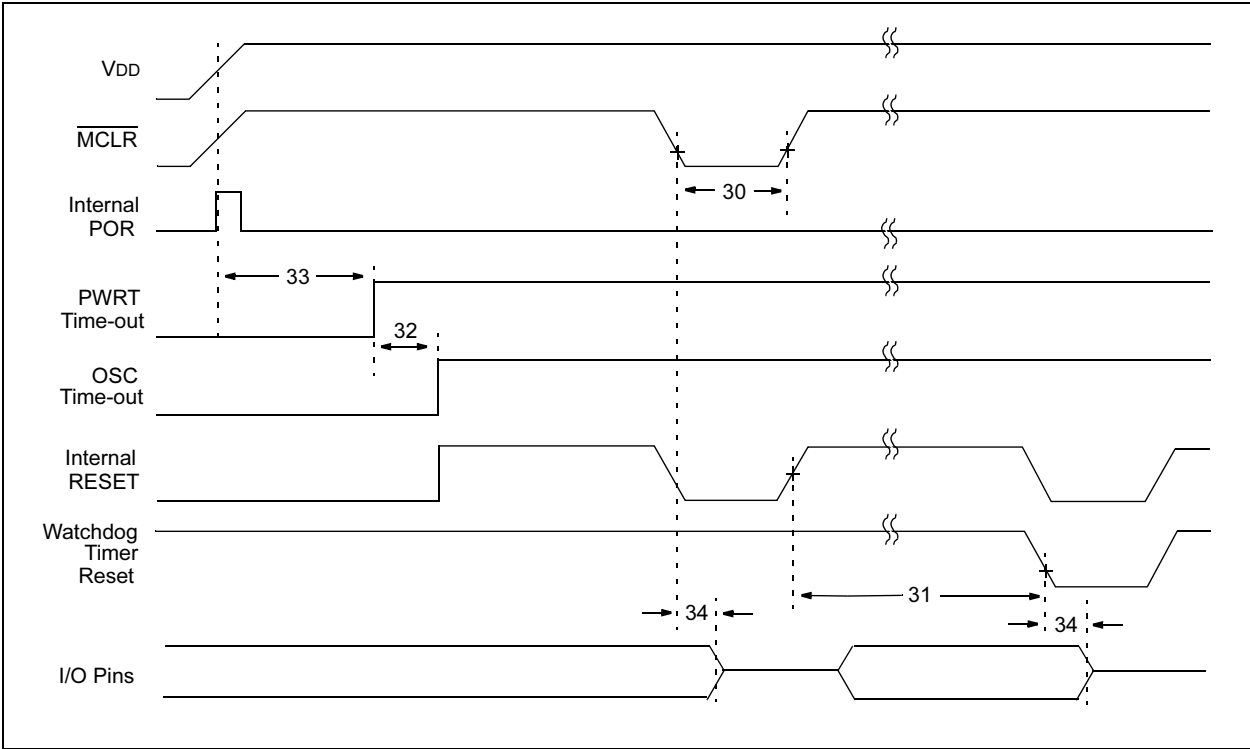 VDD
MCLR
Internal
POR
30
33
PWRT
Time-out
32
OSC
Time-out
Internal
RESET
Watchdog
Timer
Reset
31
34
34
I/O Pins